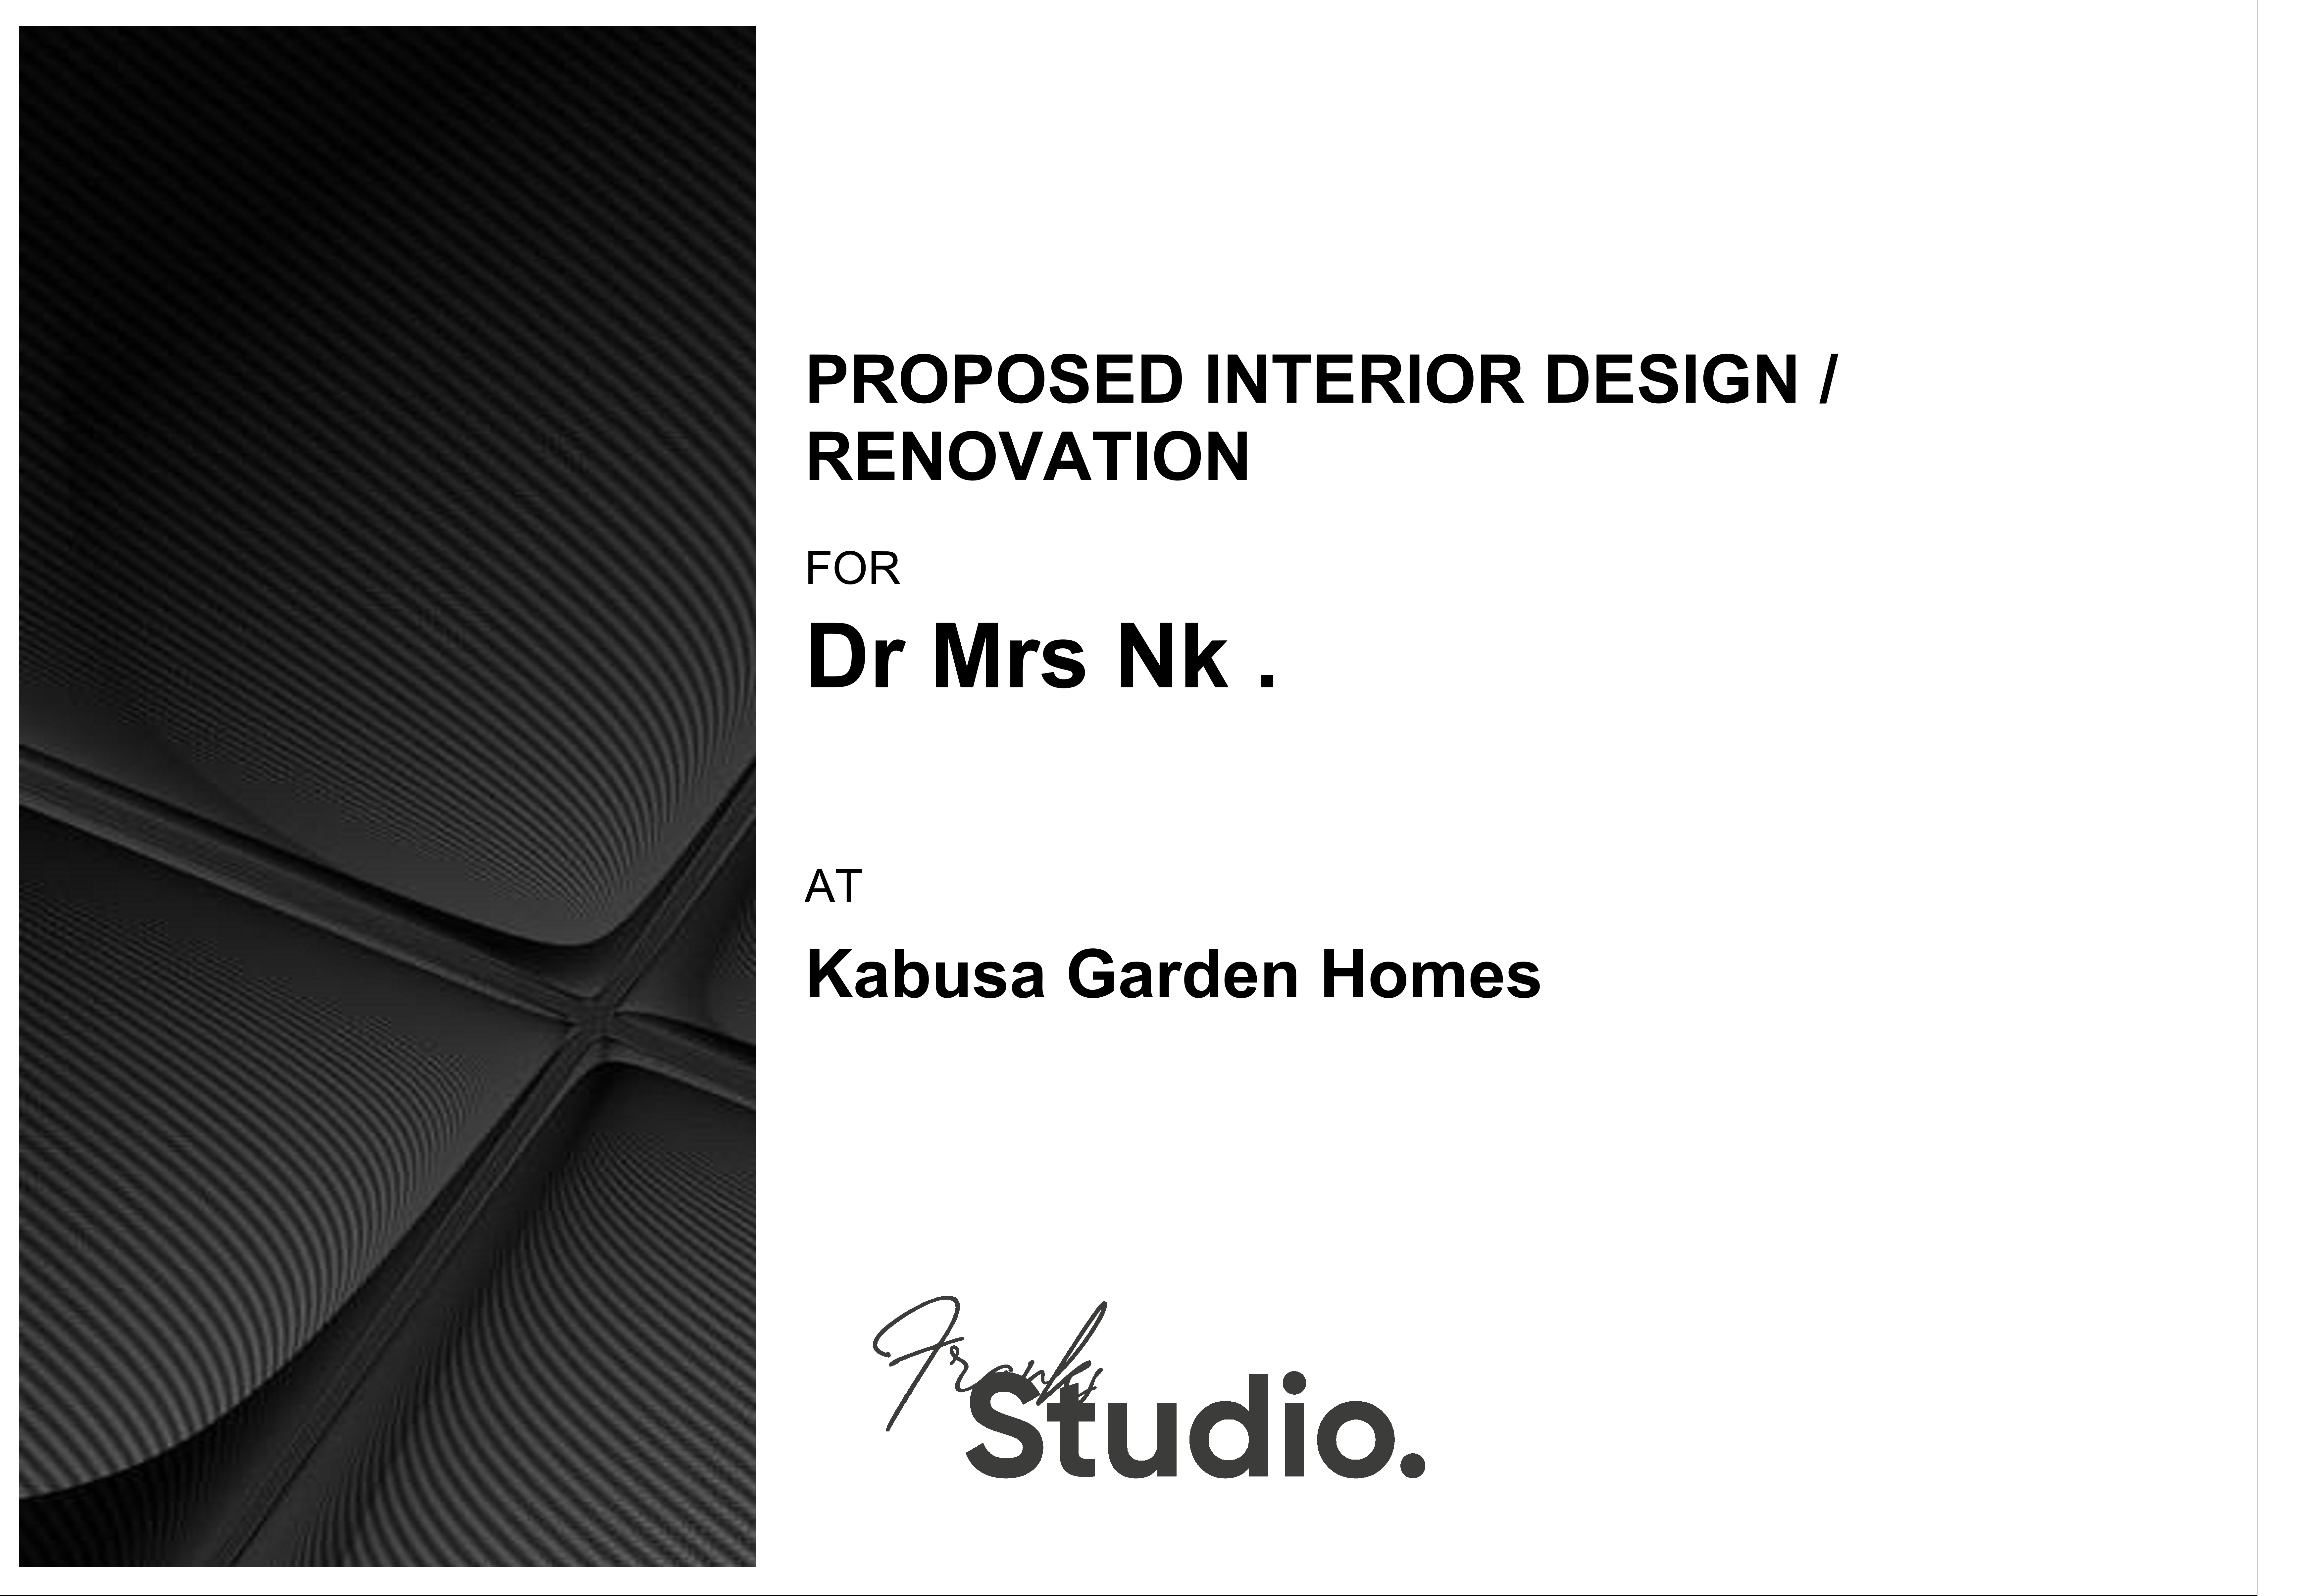 PROPOSED INTERIOR DESIGN /
RENOVATION
FOR
Dr Mrs Nk .
AT
Kabusa Garden Homes
Studio.